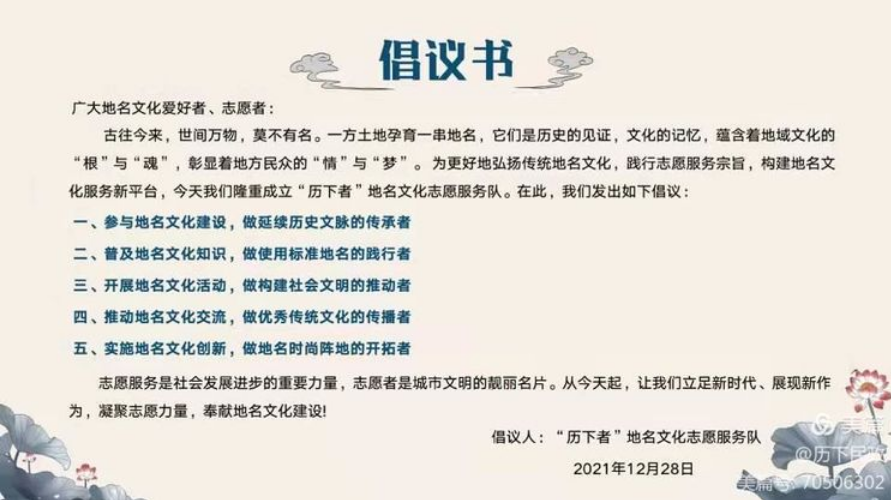 倡议书
广大地名文化爱好者、志愿者：
古往今来，世间万物，莫不有名。一方土地孕育一串地名，它们是历史的见证，文化的记忆，蕴含着地域文化的
“根”与“魂”，彰显着地方民众的“情”与“梦”。为更好地弘扬传统地名文化，践行志愿服务宗旨，构建地名文
化服务新平台，今天我们隆重成立“历下者”地名文化志愿服务队。在此，我们发出如下倡议：
一、参与地名文化建设，做延续历史文脉的传承者
二、普及地名文化知识，做使用标准地名的践行者
三、开展地名文化活动，做构建社会文明的推动者
四、推动地名文化交流，做优秀传统文化的传播者
五、实施地名文化创新，做地名时尚阵地的开拓者
志愿服务是社会发展进步的重要力量，志愿者是城市文明的靓丽名片。从今天起，让我们立足新时代、展现新作
为，凝聚志愿力量，奉献地名文化建设!
倡议人：“历下者”地名文化志愿服务队
2021年12月28日
美篇
@历下民政
美篇号：70506302